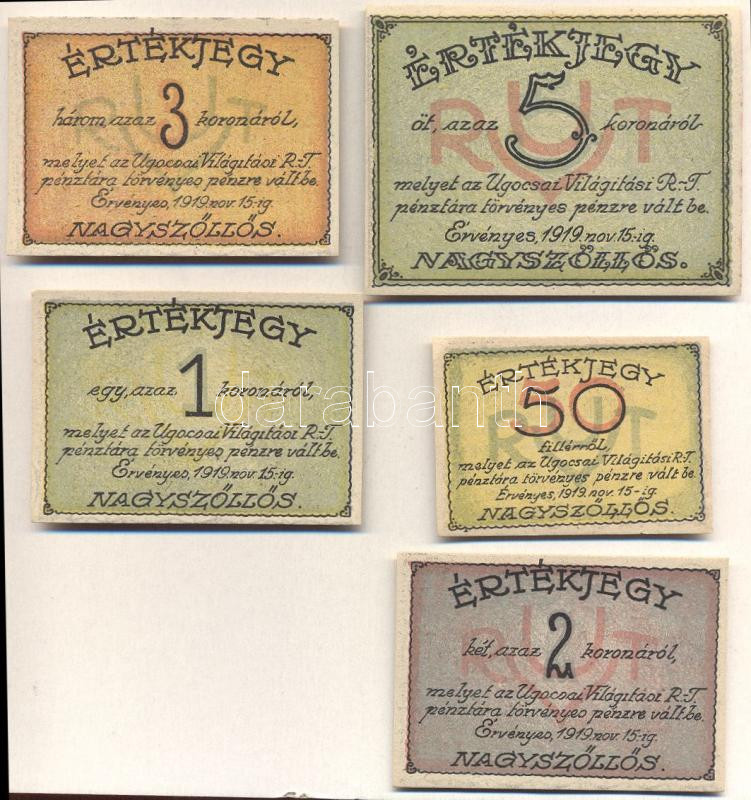 ÉRTÉKJEGY
három, azaz 3 koronáról,
melyet az Ugocsai Világítási R.-T.
pénztára törvényes pénzre vált be.
Érvényes, 1919. nov. 15-ig.
NAGYSZŐLLŐS.
ÉRTÉKJEGY
öt, azaz 5 koronáról
melyet az Ugocsai Világítási R.-T.
pénztára törvényes pénzre vált be.
Érvényes, 1919. nov. 15-ig.
NAGYSZŐLLŐS.
ÉRTÉKJEGY
egy, azaz 1 koronáról,
melyet az Ugocsai Világítási R.-T.
pénztára törvényes pénzre vált be.
Érvényes, 1919. nov. 15-ig.
NAGYSZŐLLŐS.
ÉRTÉKJEGY
50
fillérről,
melyet az Ugocsai Világítási R.-T.
pénztára törvényes pénzre vált be.
Érvényes, 1919. nov. 15-ig.
NAGYSZŐLLŐS.
ÉRTÉKJEGY
két, azaz 2 koronáról,
melyet az Ugocsai Világítási R.-T.
pénztára törvényes pénzre vált be.
Érvényes, 1919. nov. 15-ig.
NAGYSZŐLLŐS.
darabanth